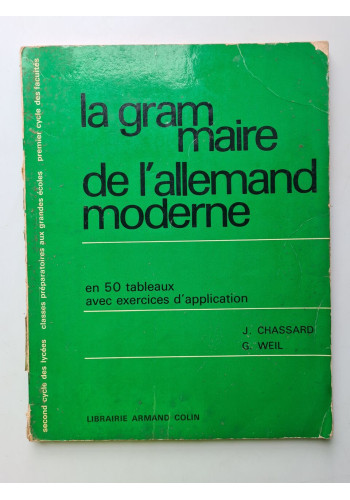 la gram
maire
de l'allemand
moderne
en 50 tableaux
avec exercices d'application
J. CHASSARD
G. WEIL
LIBRAIRIE ARMAND COLIN
second cycle des lycées classes préparatoires aux grandes écoles premier cycle des facultés